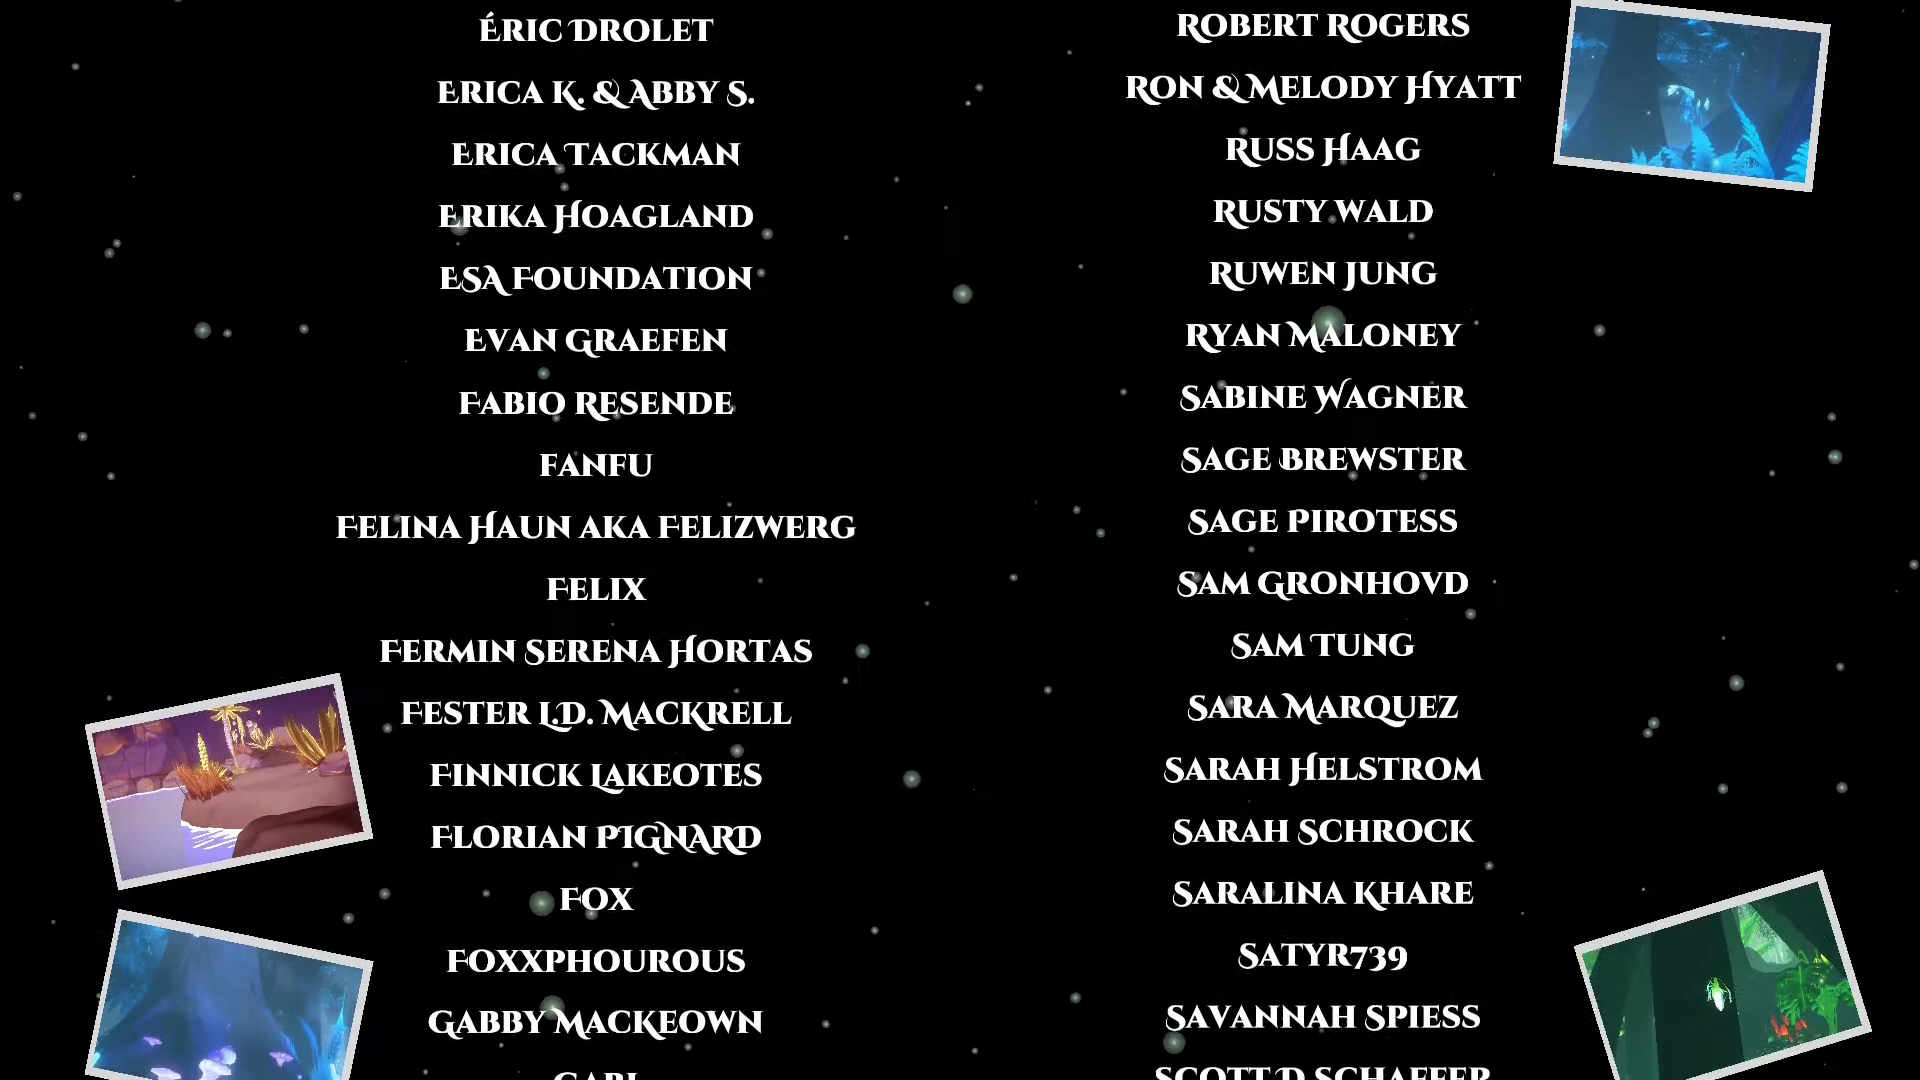 Éric Drolet
Erica K. & Abby S.
Erica Tackman
Erika Hoagland
ESA Foundation
Evan Graefen
Fabio Resende
fanfu
Felina Haun aka Felizwerg
Felix
Fermin Serena Hortas
Fester L.D. Mackrell
Finnick Lakeotes
Florian PIGNARD
Fox
Foxxphourous
Gabby MacKeown
Robert Rogers
Ron & Melody Hyatt
Russ Haag
Rusty Wald
Ruwen Jung
Ryan Maloney
Sabine Wagner
Sage Brewster
Sage Pirotess
Sam Gronhovd
Sam Tung
Sara Marquez
Sarah Helstrom
Sarah Schrock
Saralina Khare
Satyr739
Savannah Spiess
Scott D Schaffer